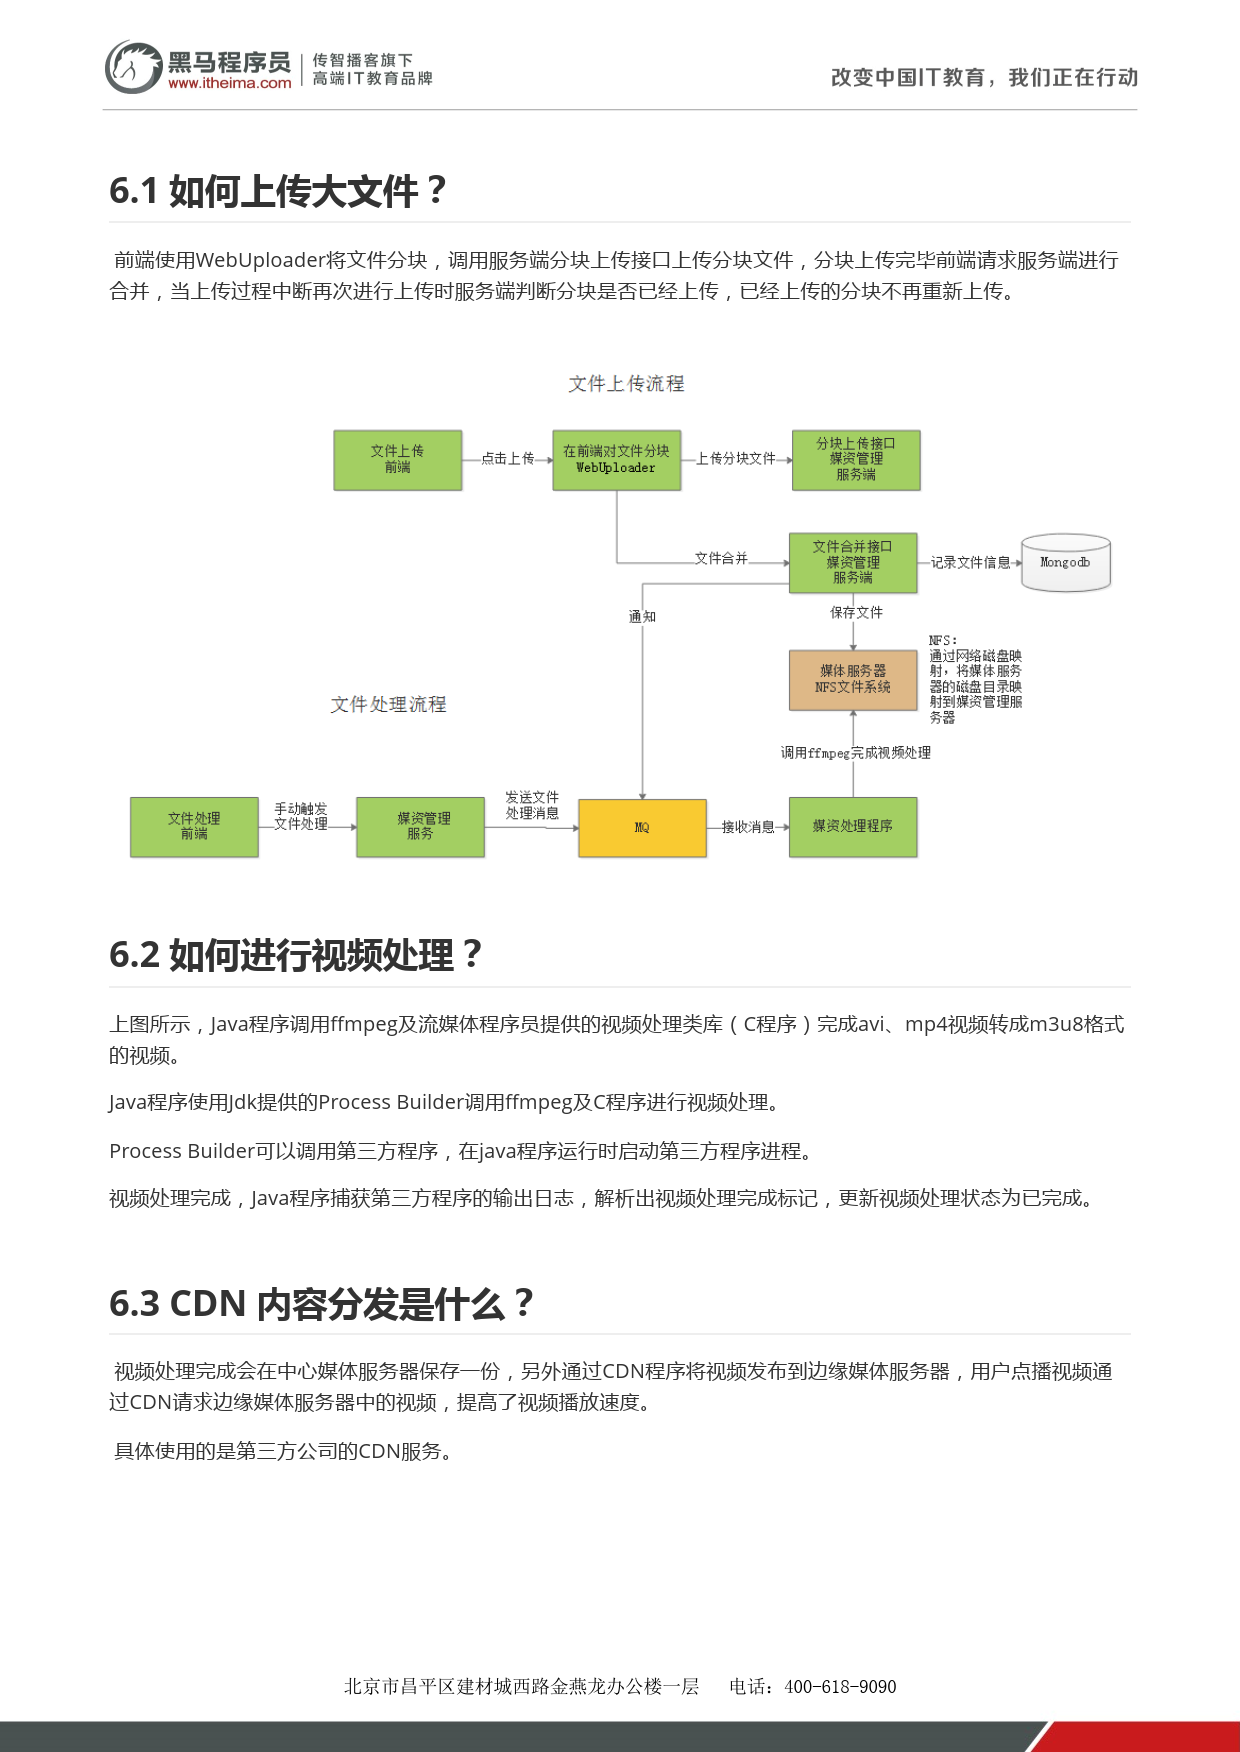 黑马程序员
www.itheima.com
传智播客旗下
高端IT教育品牌
改变中国IT教育，我们正在行动
6.1 如何上传大文件？
前端使用WebUploader将文件分块，调用服务端分块上传接口上传分块文件，分块上传完毕前端请求服务端进行
合并，当上传过程中断再次进行上传时服务端判断分块是否已经上传，已经上传的分块不再重新上传。
文件上传流程
文件上传
前端
点击上传
在前端对文件分块
WebUploader
上传分块文件
分块上传接口
媒资管理
服务端
文件合并
文件合并接口
媒资管理
服务端
记录文件信息
Mongodb
通知
保存文件
媒体服务器
NFS文件系统
NFS：
通过网络磁盘映
射，将媒体服务
器的磁盘目录映
射到媒资管理服
务器
文件处理流程
调用ffmpeg完成视频处理
文件处理
前端
手动触发
文件处理
媒资管理
服务
发送文件
处理消息
MQ
接收消息
媒资处理程序
6.2 如何进行视频处理？
上图所示，Java程序调用ffmpeg及流媒体程序员提供的视频处理类库（C程序）完成avi、mp4视频转成m3u8格式
的视频。
Java程序使用Jdk提供的Process Builder调用ffmpeg及C程序进行视频处理。
Process Builder可以调用第三方程序，在java程序运行时启动第三方程序进程。
视频处理完成，Java程序捕获第三方程序的输出日志，解析出视频处理完成标记，更新视频处理状态为已完成。
6.3 CDN 内容分发是什么？
视频处理完成会在中心媒体服务器保存一份，另外通过CDN程序将视频发布到边缘媒体服务器，用户点播视频通
过CDN请求边缘媒体服务器中的视频，提高了视频播放速度。
具体使用的是第三方公司的CDN服务。
北京市昌平区建材城西路金燕龙办公楼一层 电话：400-618-9090